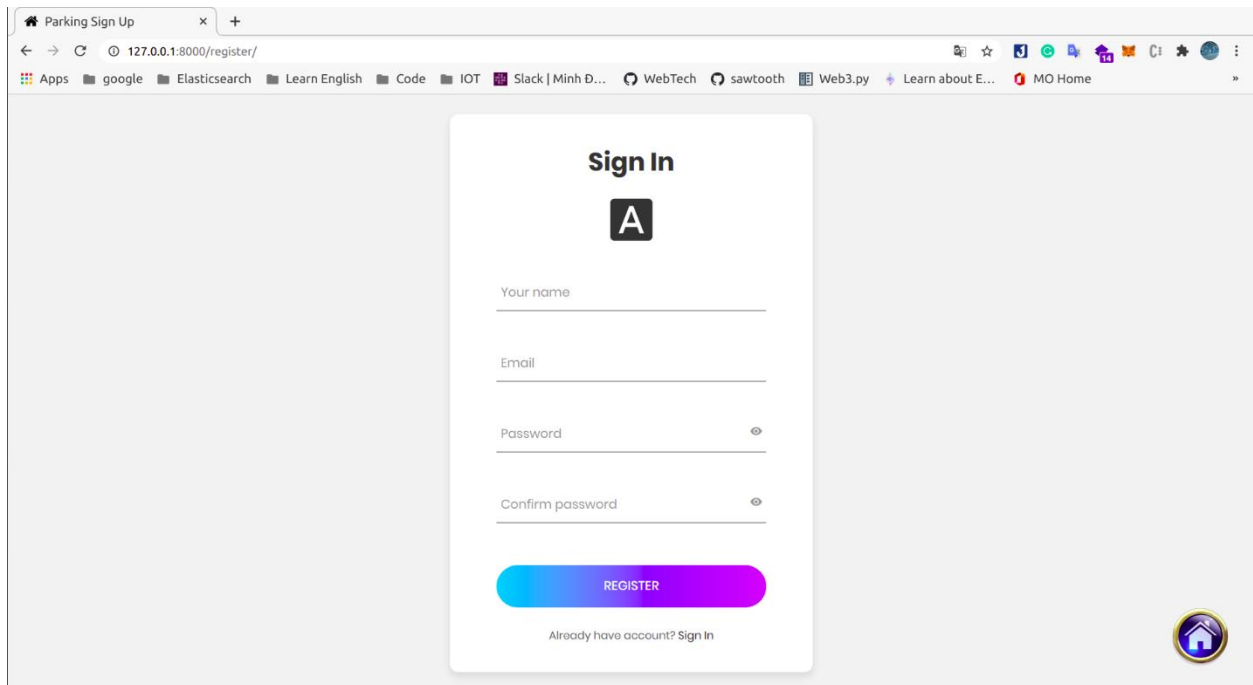 Parking Sign Up
127.0.0.1:8000/register/
14
Apps google Elasticsearch Learn English Code IOT Slack | Minh Đ... WebTech sawtooth Web3.py Learn about E... MO Home »
Sign In
A
Your name
Email
Password
Confirm password
REGISTER
Already have account? Sign In